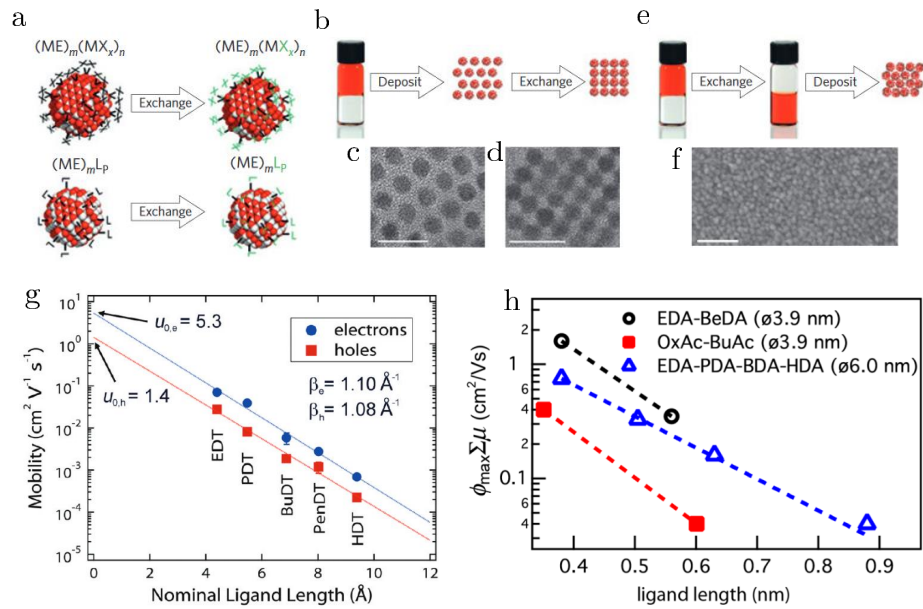 a
(ME)m(MXx)n
(ME)m(MXx)n
Exchange
(ME)mLP
(ME)mLP
Exchange
L
L
L
L
L
L
L
L
L
L
b
Deposit
Exchange
c
d
e
Exchange
Deposit
f
g
Mobility (cm² V⁻¹ s⁻¹)
10¹
10⁰
10⁻¹
10⁻²
10⁻³
10⁻⁴
10⁻⁵
u0,e = 5.3
u0,h = 1.4
electrons
holes
βe = 1.10 Å⁻¹
βh = 1.08 Å⁻¹
EDT
PDT
BuDT
PenDT
HDT
0 2 4 6 8 10 12
Nominal Ligand Length (Å)
h
EDA-BeDA (ø3.9 nm)
OxAc-BuAc (ø3.9 nm)
EDA-PDA-BDA-HDA (ø6.0 nm)
ϕmaxΣμ (cm²/Vs)
2
1
4
2
0.1
4
0.4 0.5 0.6 0.7 0.8 0.9
ligand length (nm)